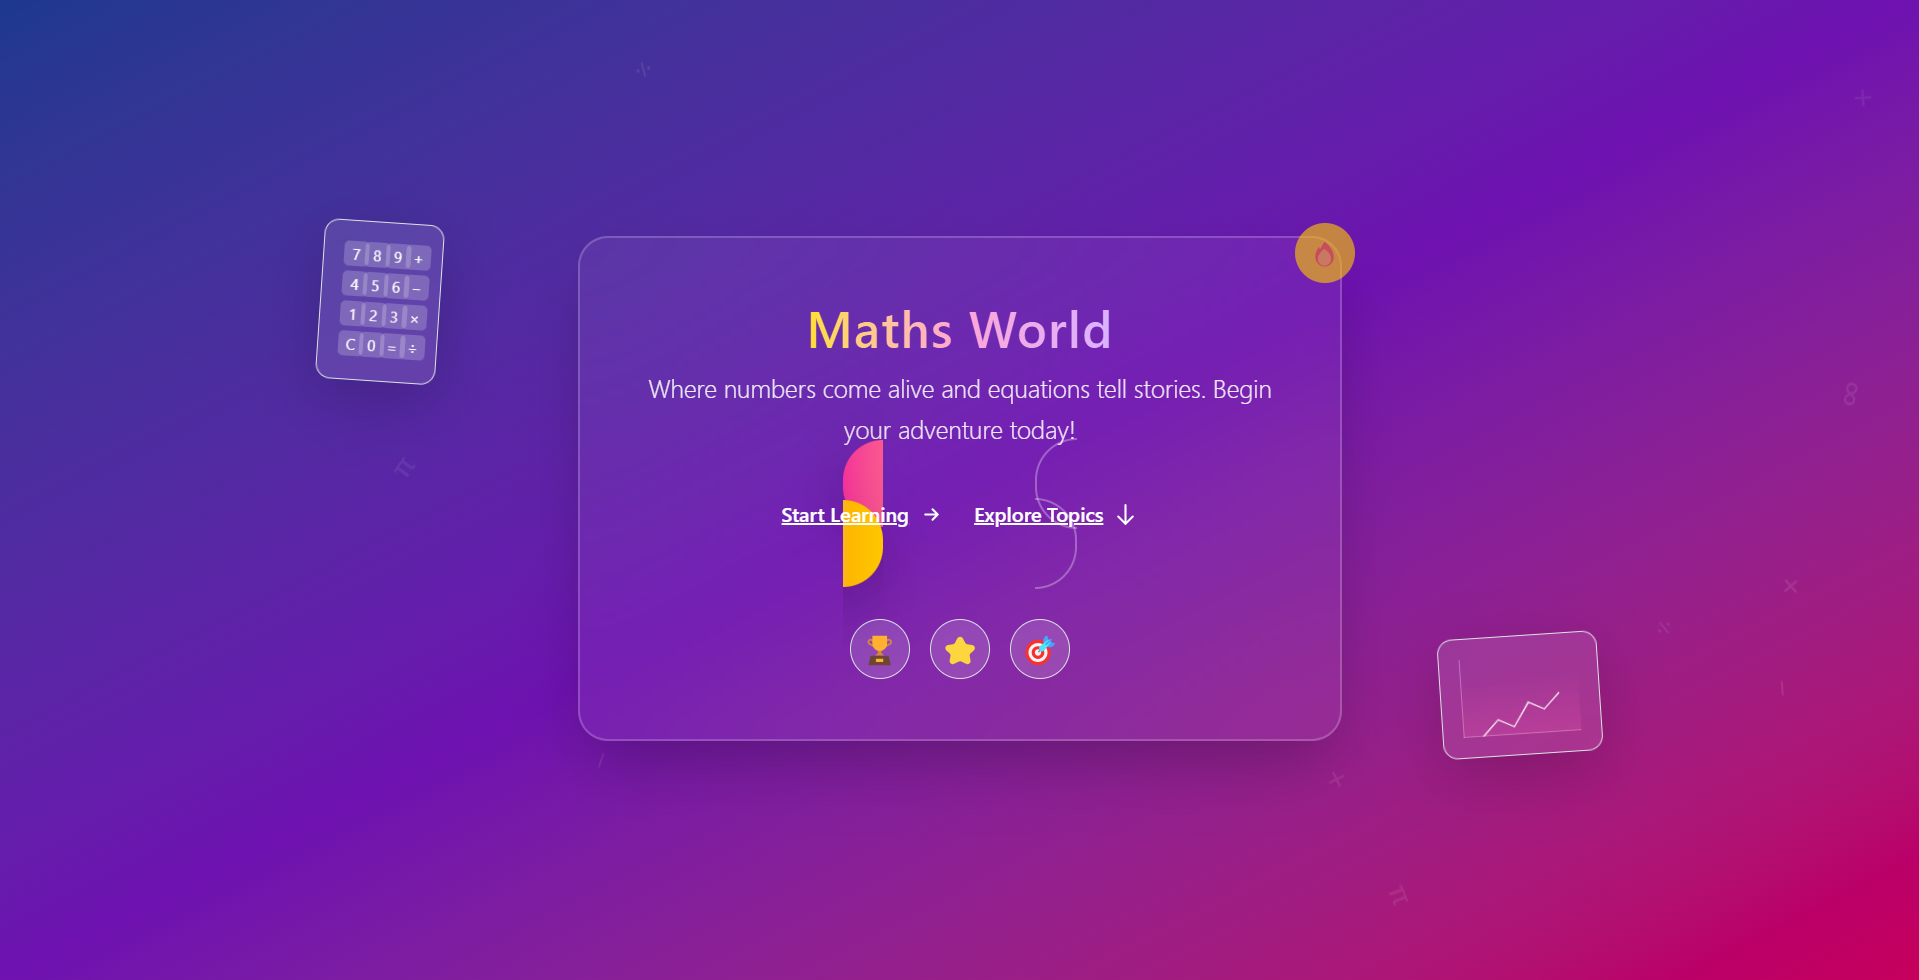 ÷
+
7 8 9 +
4 5 6 −
1 2 3 ×
C 0 = ÷
Maths World
Where numbers come alive and equations tell stories. Begin
your adventure today!
∞
π
Start Learning →
Explore Topics ↓
×
÷
−
−
+
π